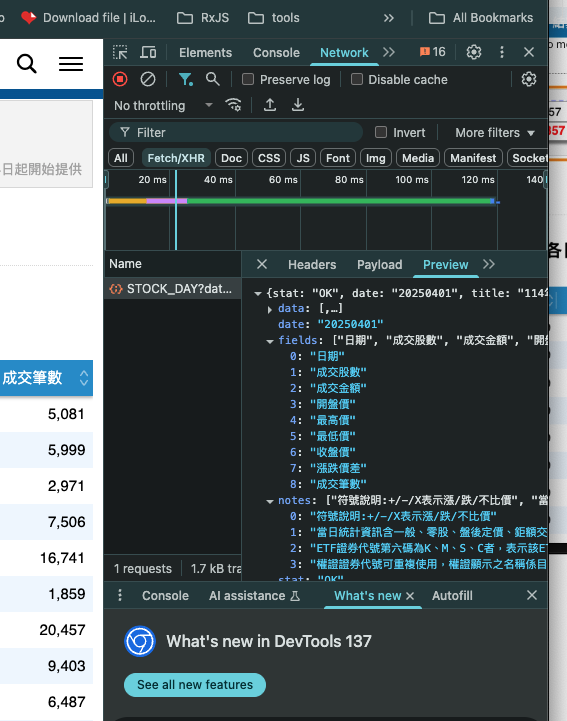 Download file | iLo...
RxJS
tools
»
All Bookmarks
Elements
Console
Network
»
16
Preserve log
Disable cache
No throttling
Filter
Invert
More filters
All
Fetch/XHR
Doc
CSS
JS
Font
Img
Media
Manifest
Socket
日起開始提供
20 ms
40 ms
60 ms
80 ms
100 ms
120 ms
140
Name
Headers
Payload
Preview
»
STOCK_DAY?dat...
{stat: "OK", date: "20250401", title: "114年
data: [,…]
date: "20250401"
fields: ["日期", "成交股數", "成交金額", "開盤
0: "日期"
1: "成交股數"
2: "成交金額"
3: "開盤價"
4: "最高價"
5: "最低價"
6: "收盤價"
7: "漲跌價差"
8: "成交筆數"
notes: ["符號說明:+/-/X表示漲/跌/不比價", "當
0: "符號說明:+/-/X表示漲/跌/不比價"
1: "當日統計資訊含一般、零股、盤後定價、鉅額交
2: "ETF證券代號第六碼為K、M、S、C者，表示該ET
3: "權證證券代號可重複使用，權證顯示之名稱係目
stat: "OK"
成交筆數
5,081
5,999
2,971
7,506
16,741
1,859
20,457
9,403
6,487
1 requests
1.7 kB tra
Console
AI assistance
What's new
Autofill
What's new in DevTools 137
See all new features
57
357
各日